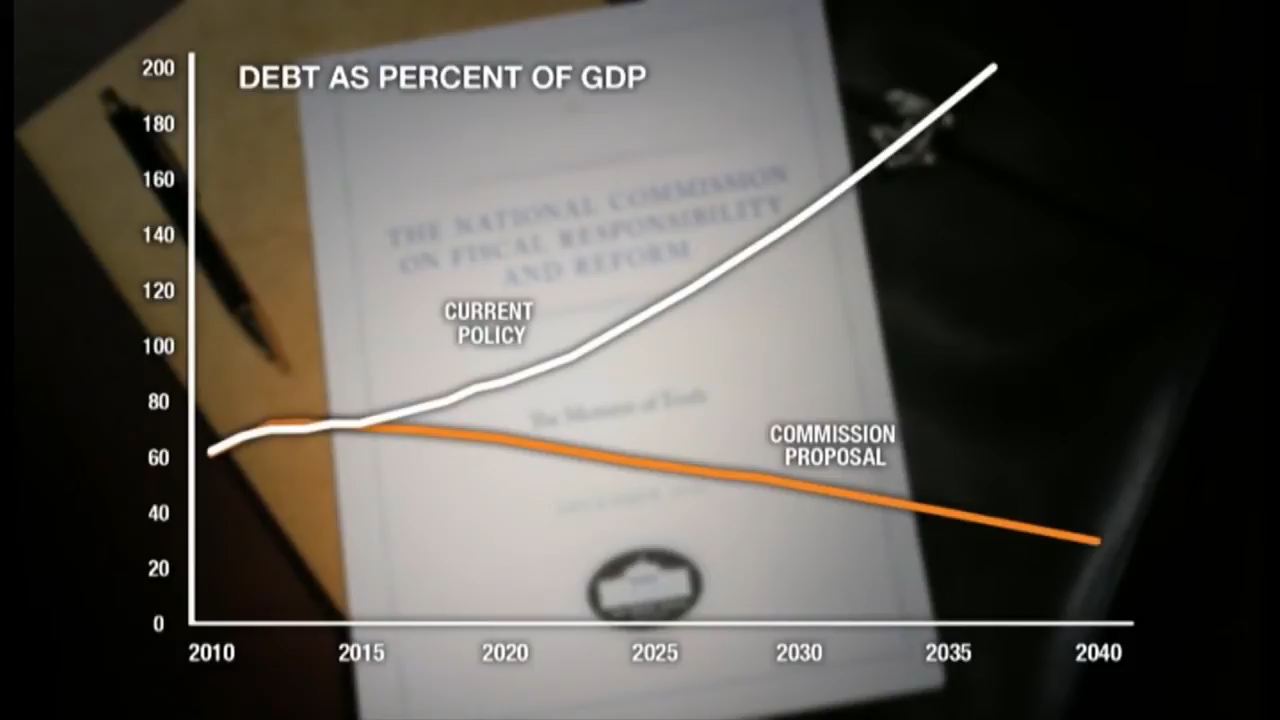 DEBT AS PERCENT OF GDP
200
180
160
140
120
100
80
60
40
20
0
THE NATIONAL COMMISSION
ON FISCAL RESPONSIBILITY
AND REFORM
CURRENT
POLICY
The Moment of Truth
COMMISSION
PROPOSAL
2010 2015 2020 2025 2030 2035 2040